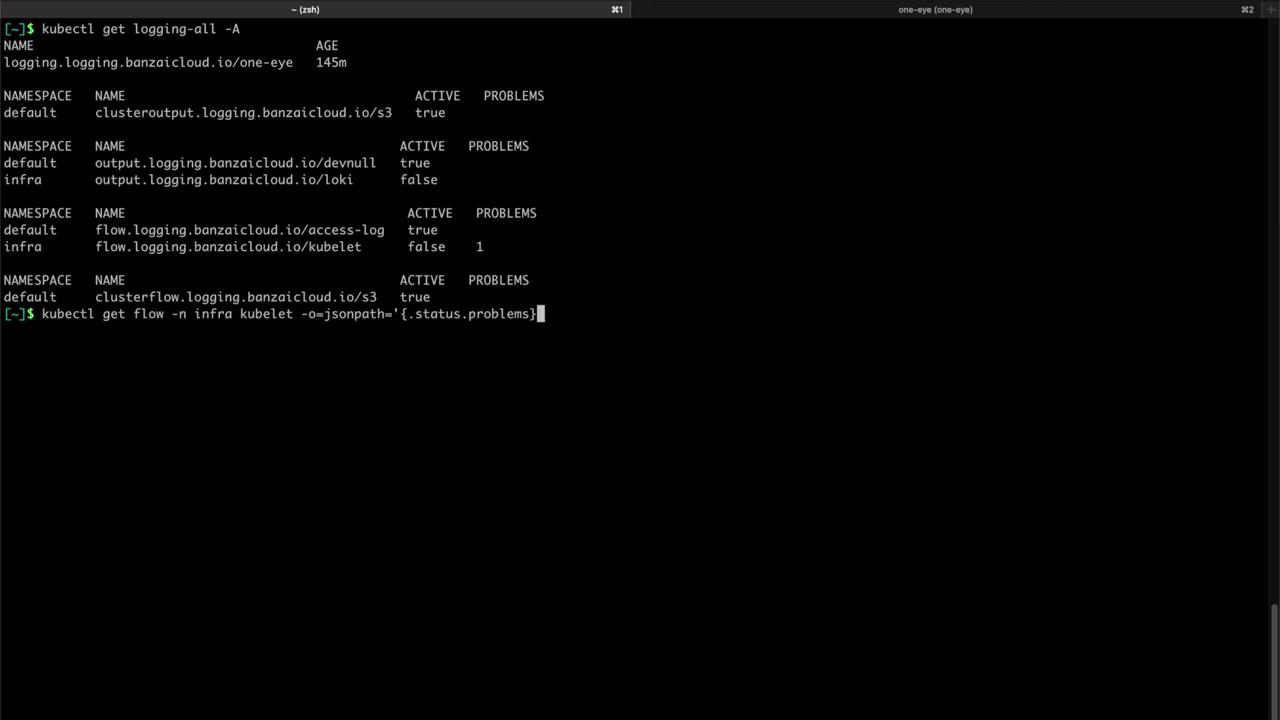 ~ (zsh) ⌘1 one-eye (one-eye) ⌘2 +
[~]$ kubectl get logging-all -A
NAME AGE
logging.logging.banzaicloud.io/one-eye 145m
NAMESPACE NAME ACTIVE PROBLEMS
default clusteroutput.logging.banzaicloud.io/s3 true
NAMESPACE NAME ACTIVE PROBLEMS
default output.logging.banzaicloud.io/devnull true
infra output.logging.banzaicloud.io/loki false
NAMESPACE NAME ACTIVE PROBLEMS
default flow.logging.banzaicloud.io/access-log true
infra flow.logging.banzaicloud.io/kubelet false 1
NAMESPACE NAME ACTIVE PROBLEMS
default clusterflow.logging.banzaicloud.io/s3 true
[~]$ kubectl get flow -n infra kubelet -o=jsonpath='{.status.problems}